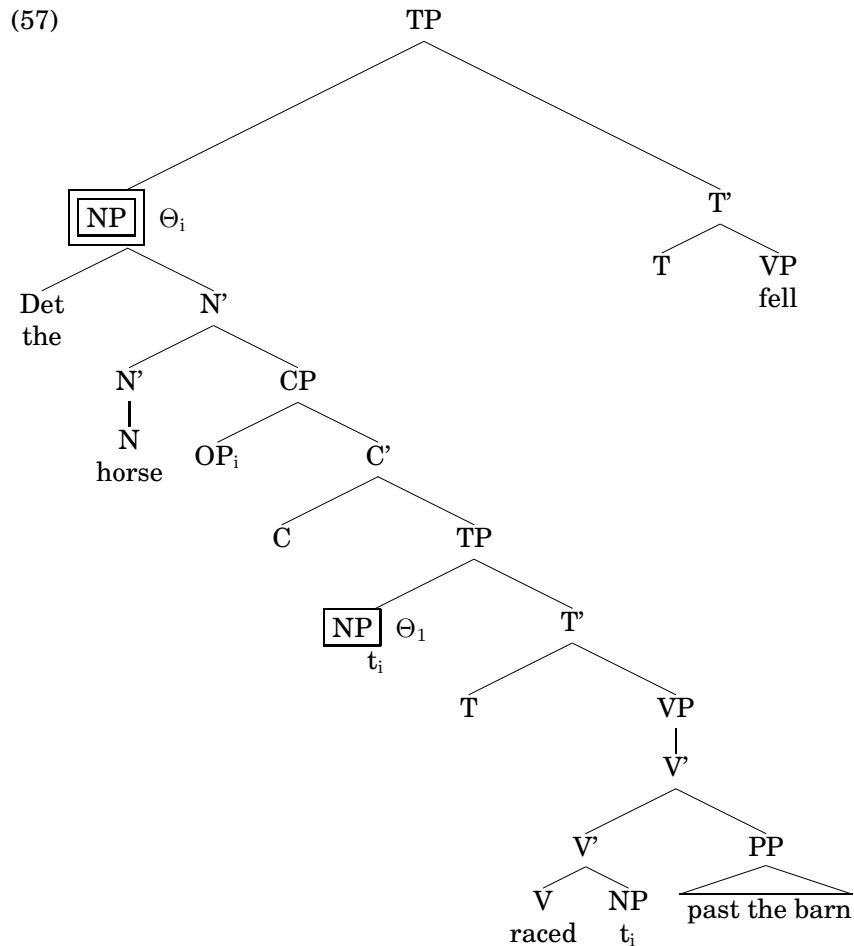 (57) TP
NP Θi T'
Det N' T VP
the fell
N' CP
N OPi C'
horse
C TP
NP Θ1 T'
ti
T VP
V'
V' PP
V NP past the barn
raced ti